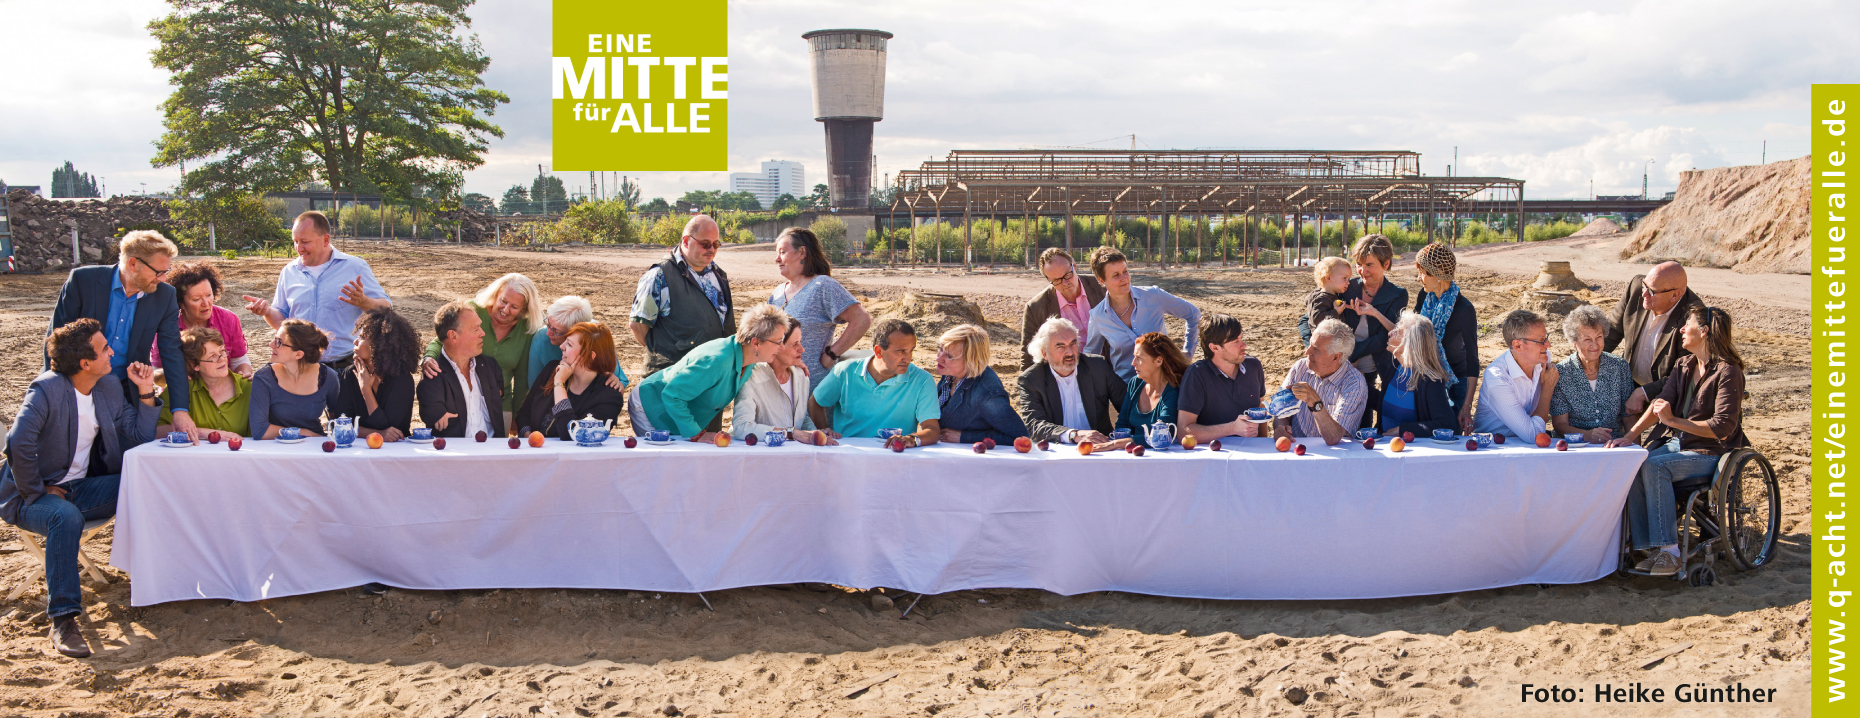 EINE
MITTE
für ALLE
www.q-acht.net/einemittefueralle.de
Foto: Heike Günther